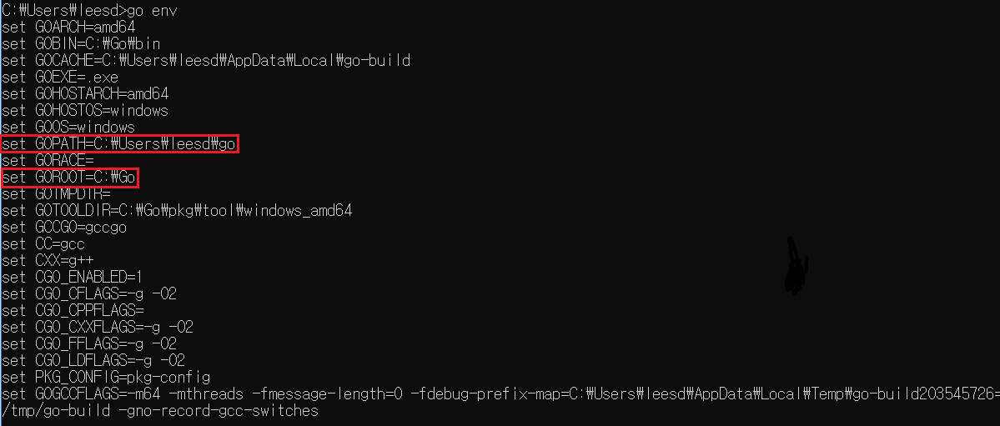 C:₩Users₩leesd>go env
set GOARCH=amd64
set GOBIN=C:₩Go₩bin
set GOCACHE=C:₩Users₩leesd₩AppData₩Local₩go-build
set GOEXE=.exe
set GOHOSTARCH=amd64
set GOHOSTOS=windows
set GOOS=windows
set GOPATH=C:₩Users₩leesd₩go
set GORACE=
set GOROOT=C:₩Go
set GOTMPDIR=
set GOTOOLDIR=C:₩Go₩pkg₩tool₩windows_amd64
set GCCGO=gccgo
set CC=gcc
set CXX=g++
set CGO_ENABLED=1
set CGO_CFLAGS=-g -O2
set CGO_CPPFLAGS=
set CGO_CXXFLAGS=-g -O2
set CGO_FFLAGS=-g -O2
set CGO_LDFLAGS=-g -O2
set PKG_CONFIG=pkg-config
set GOGCCFLAGS=-m64 -mthreads -fmessage-length=0 -fdebug-prefix-map=C:₩Users₩leesd₩AppData₩Local₩Temp₩go-build203545726=
/tmp/go-build -gno-record-gcc-switches